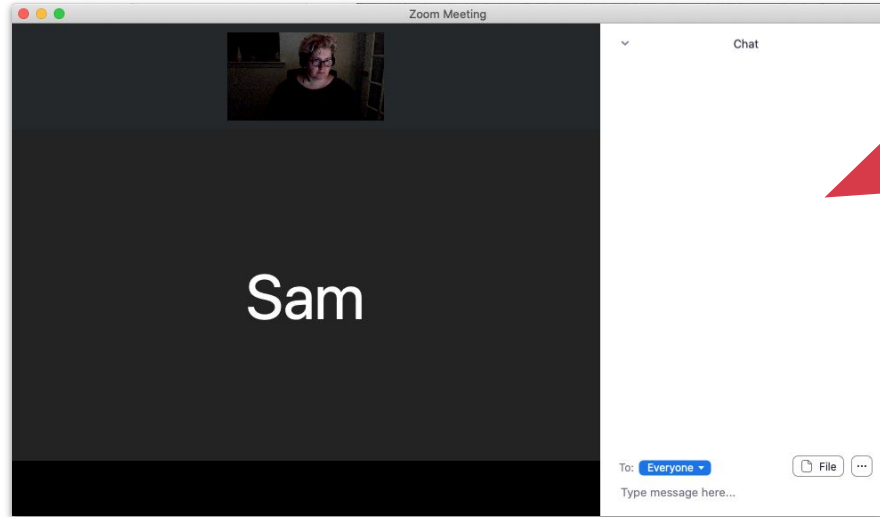 Zoom Meeting
Chat
Sam
To: Everyone
File
...
Type message here...